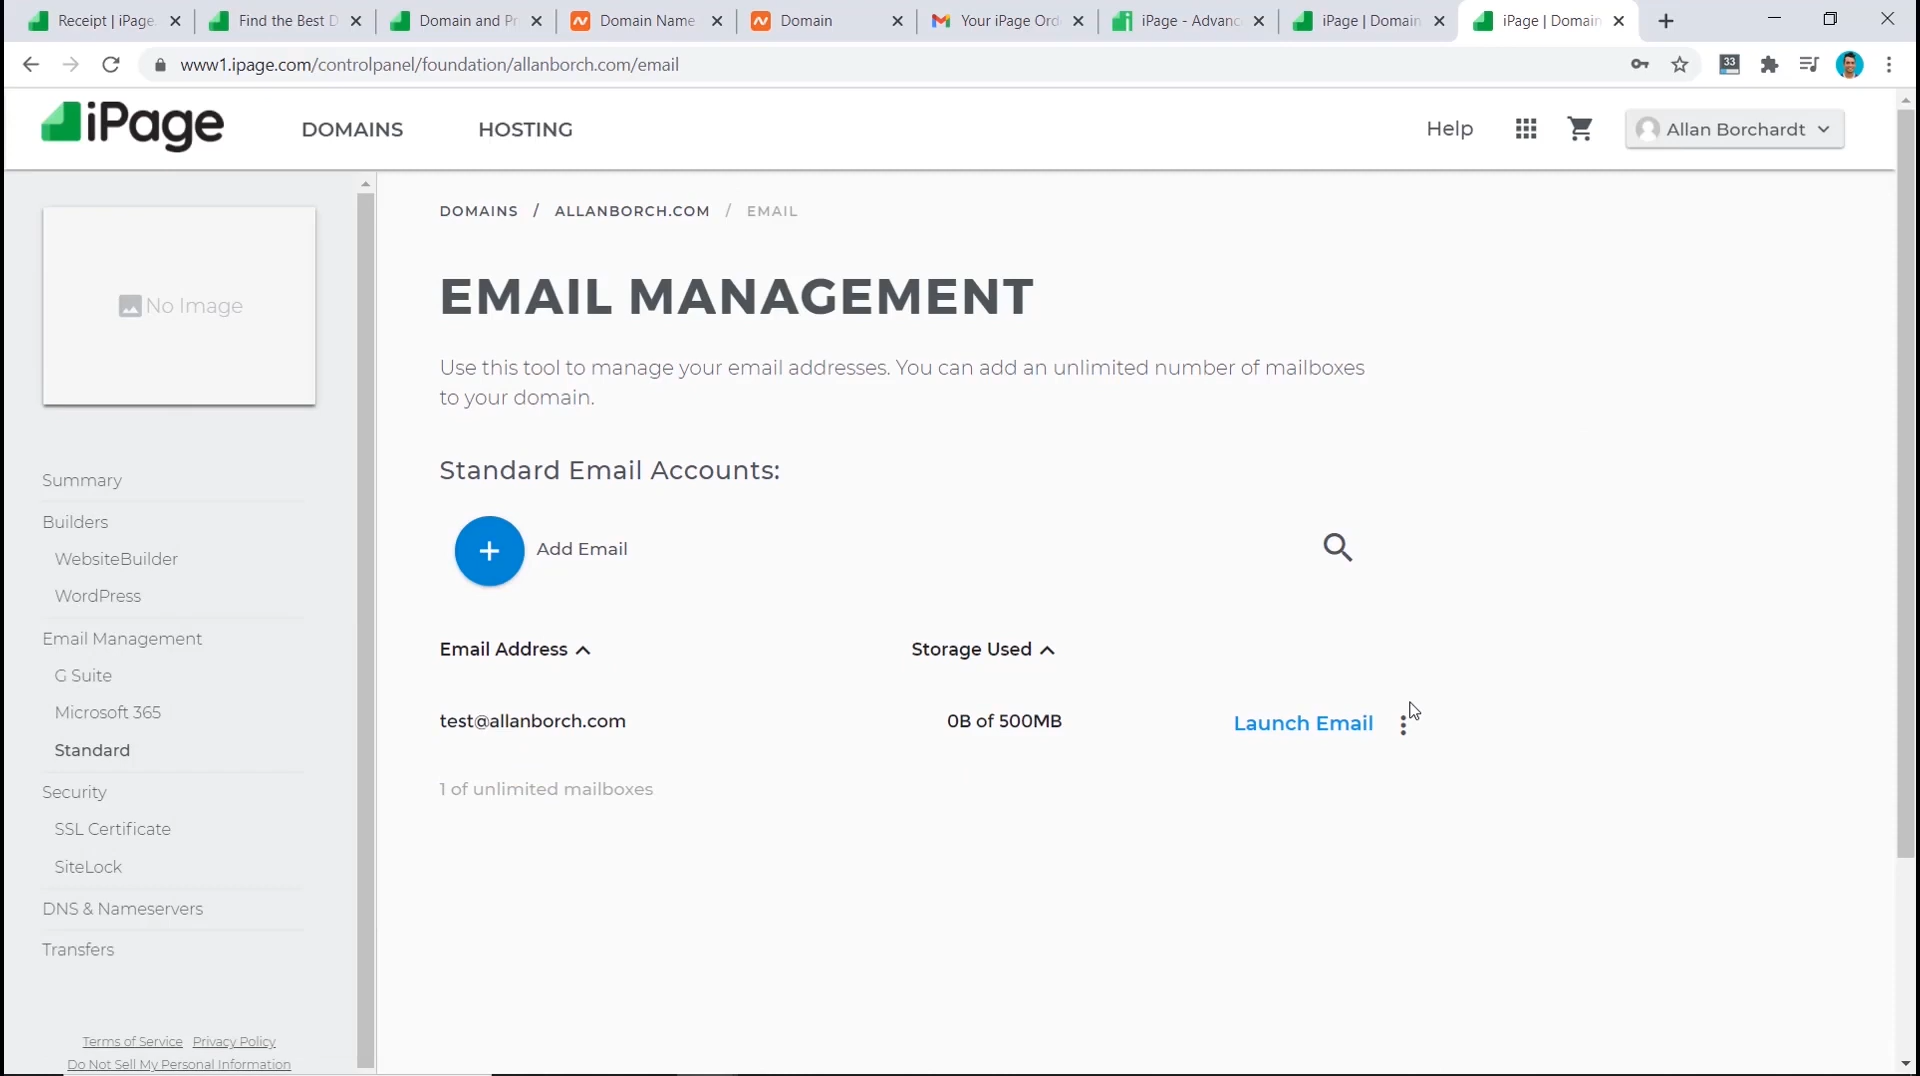 Receipt | iPage
Find the Best D
Domain and Pr
Domain Name
Domain
Your iPage Ord
iPage - Advanc
iPage | Domain
iPage | Domain
www1.ipage.com/controlpanel/foundation/allanborch.com/email
33
iPage
DOMAINS
HOSTING
Help
Allan Borchardt
No Image
Summary
Builders
WebsiteBuilder
WordPress
Email Management
G Suite
Microsoft 365
Standard
Security
SSL Certificate
SiteLock
DNS & Nameservers
Transfers
Terms of Service Privacy Policy
Do Not Sell My Personal Information
DOMAINS / ALLANBORCH.COM / EMAIL
EMAIL MANAGEMENT
Use this tool to manage your email addresses. You can add an unlimited number of mailboxes
to your domain.
Standard Email Accounts:
Add Email
Email Address Storage Used
test@allanborch.com 0B of 500MB Launch Email
1 of unlimited mailboxes